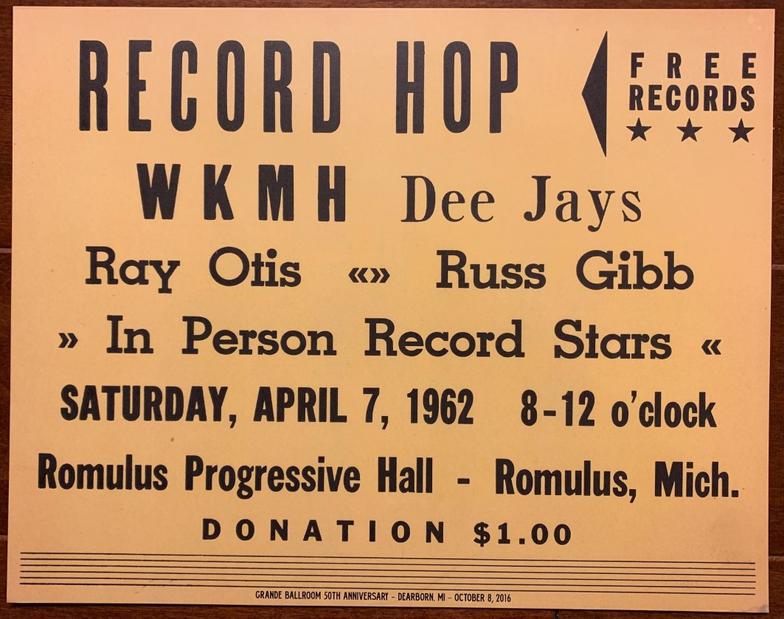 RECORD HOP
FREE
RECORDS
★ ★ ★
WKMH Dee Jays
Ray Otis «» Russ Gibb
» In Person Record Stars «
SATURDAY, APRIL 7, 1962 8-12 o'clock
Romulus Progressive Hall - Romulus, Mich.
DONATION $1.00
GRANDE BALLROOM 50TH ANNIVERSARY - DEARBORN, MI - OCTOBER 8, 2016